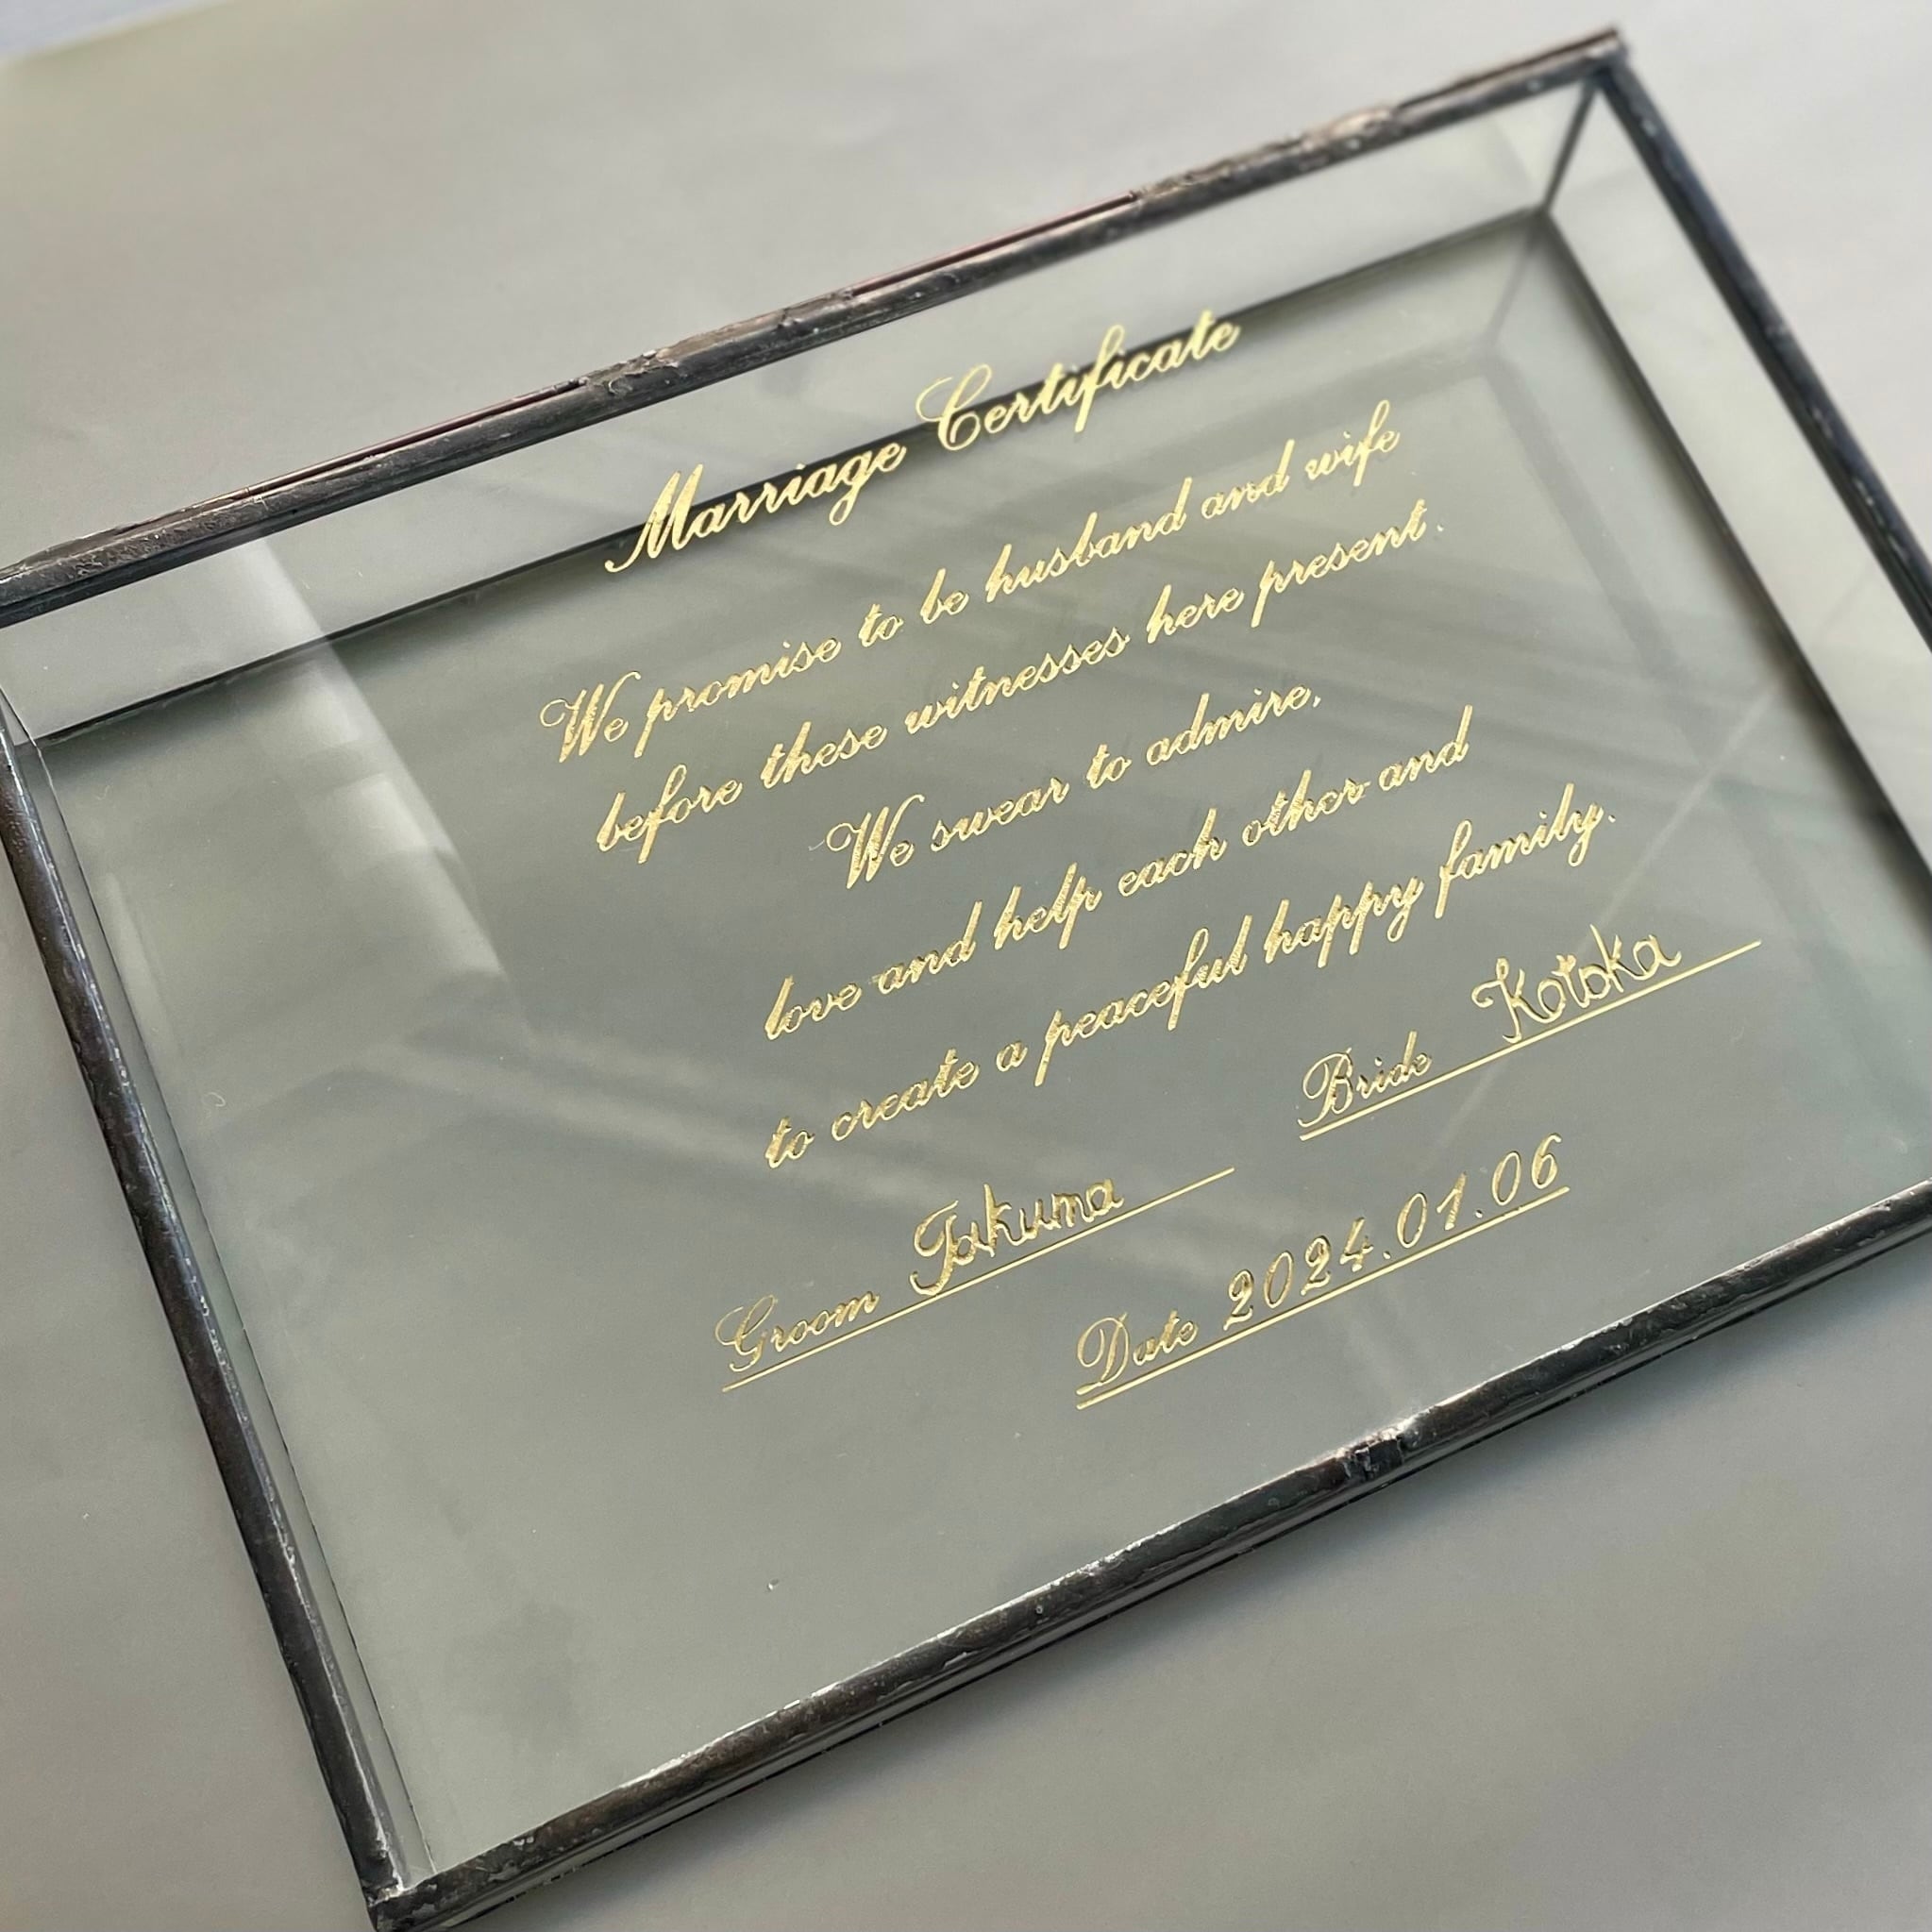 Marriage Certificate
We promise to be husband and wife
before these witnesses here present.
We swear to admire,
love and help each other and
to create a peaceful happy family.
Groom Takuma
Bride Kotoka
Date 2024.01.06